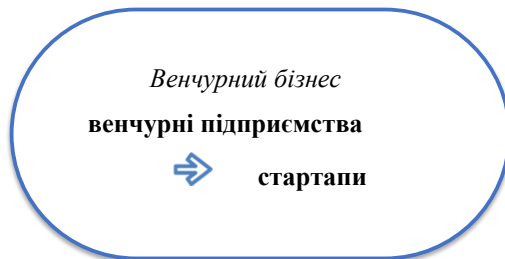 Венчурний бізнес
венчурні підприємства
стартапи